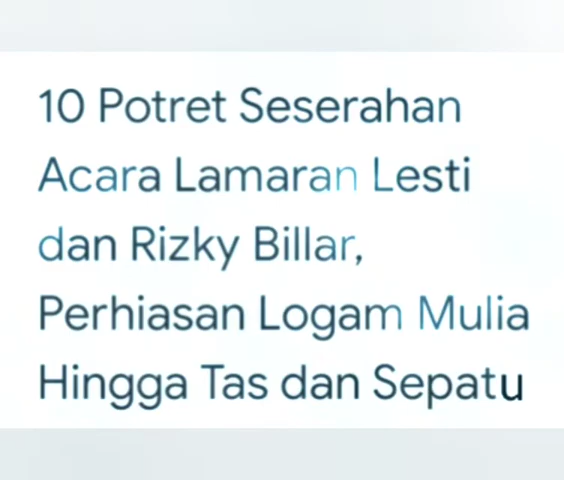 10 Potret Seserahan
Acara Lamaran Lesti
dan Rizky Billar,
Perhiasan Logam Mulia
Hingga Tas dan Sepatu